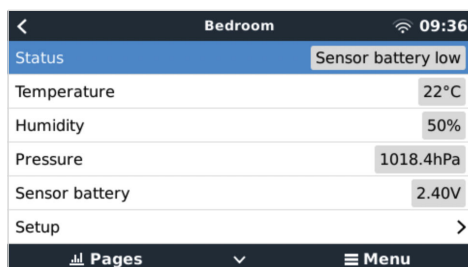 Bedroom 09:36
Status Sensor battery low
Temperature 22°C
Humidity 50%
Pressure 1018.4hPa
Sensor battery 2.40V
Setup
Pages Menu